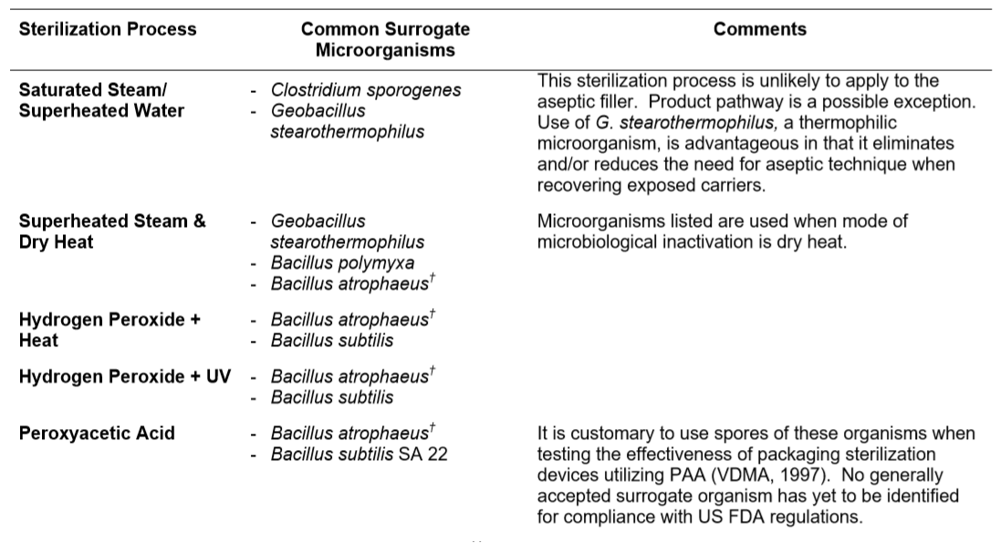 Sterilization Process
Common Surrogate
Microorganisms
Comments
Saturated Steam/
Superheated Water
- Clostridium sporogenes
- Geobacillus
stearothermophilus
This sterilization process is unlikely to apply to the
aseptic filler. Product pathway is a possible exception.
Use of G. stearothermophilus, a thermophilic
microorganism, is advantageous in that it eliminates
and/or reduces the need for aseptic technique when
recovering exposed carriers.
Superheated Steam &
Dry Heat
- Geobacillus
stearothermophilus
- Bacillus polymyxa
- Bacillus atrophaeus†
Microorganisms listed are used when mode of
microbiological inactivation is dry heat.
Hydrogen Peroxide +
Heat
- Bacillus atrophaeus†
- Bacillus subtilis
Hydrogen Peroxide + UV
- Bacillus atrophaeus†
- Bacillus subtilis
Peroxyacetic Acid
- Bacillus atrophaeus†
- Bacillus subtilis SA 22
It is customary to use spores of these organisms when
testing the effectiveness of packaging sterilization
devices utilizing PAA (VDMA, 1997). No generally
accepted surrogate organism has yet to be identified
for compliance with US FDA regulations.